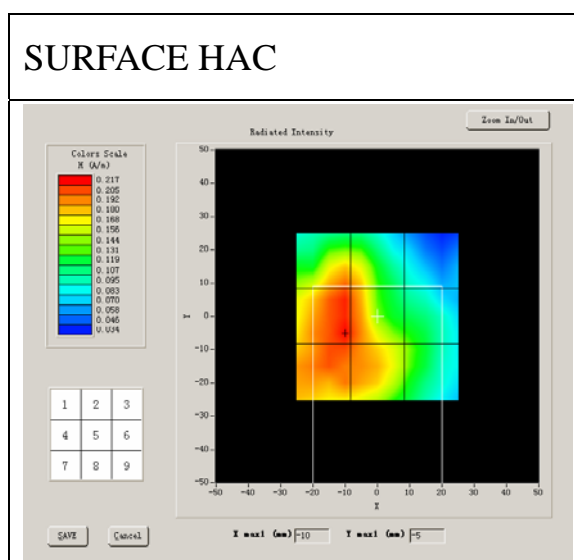 SURFACE HAC
Zoom In/Out
Radiated Intensity
Colors Scale
H (A/m)
0.217
0.205
0.192
0.180
0.168
0.156
0.144
0.131
0.119
0.107
0.095
0.083
0.070
0.058
0.046
0.034
50
40
30
20
10
0
-10
-20
-30
-40
-50
Y
-50 -40 -30 -20 -10 0 10 20 30 40 50
X
1 2 3
4 5 6
7 8 9
SAVE Cancel X max1 (mm) -10 Y max1 (mm) -5